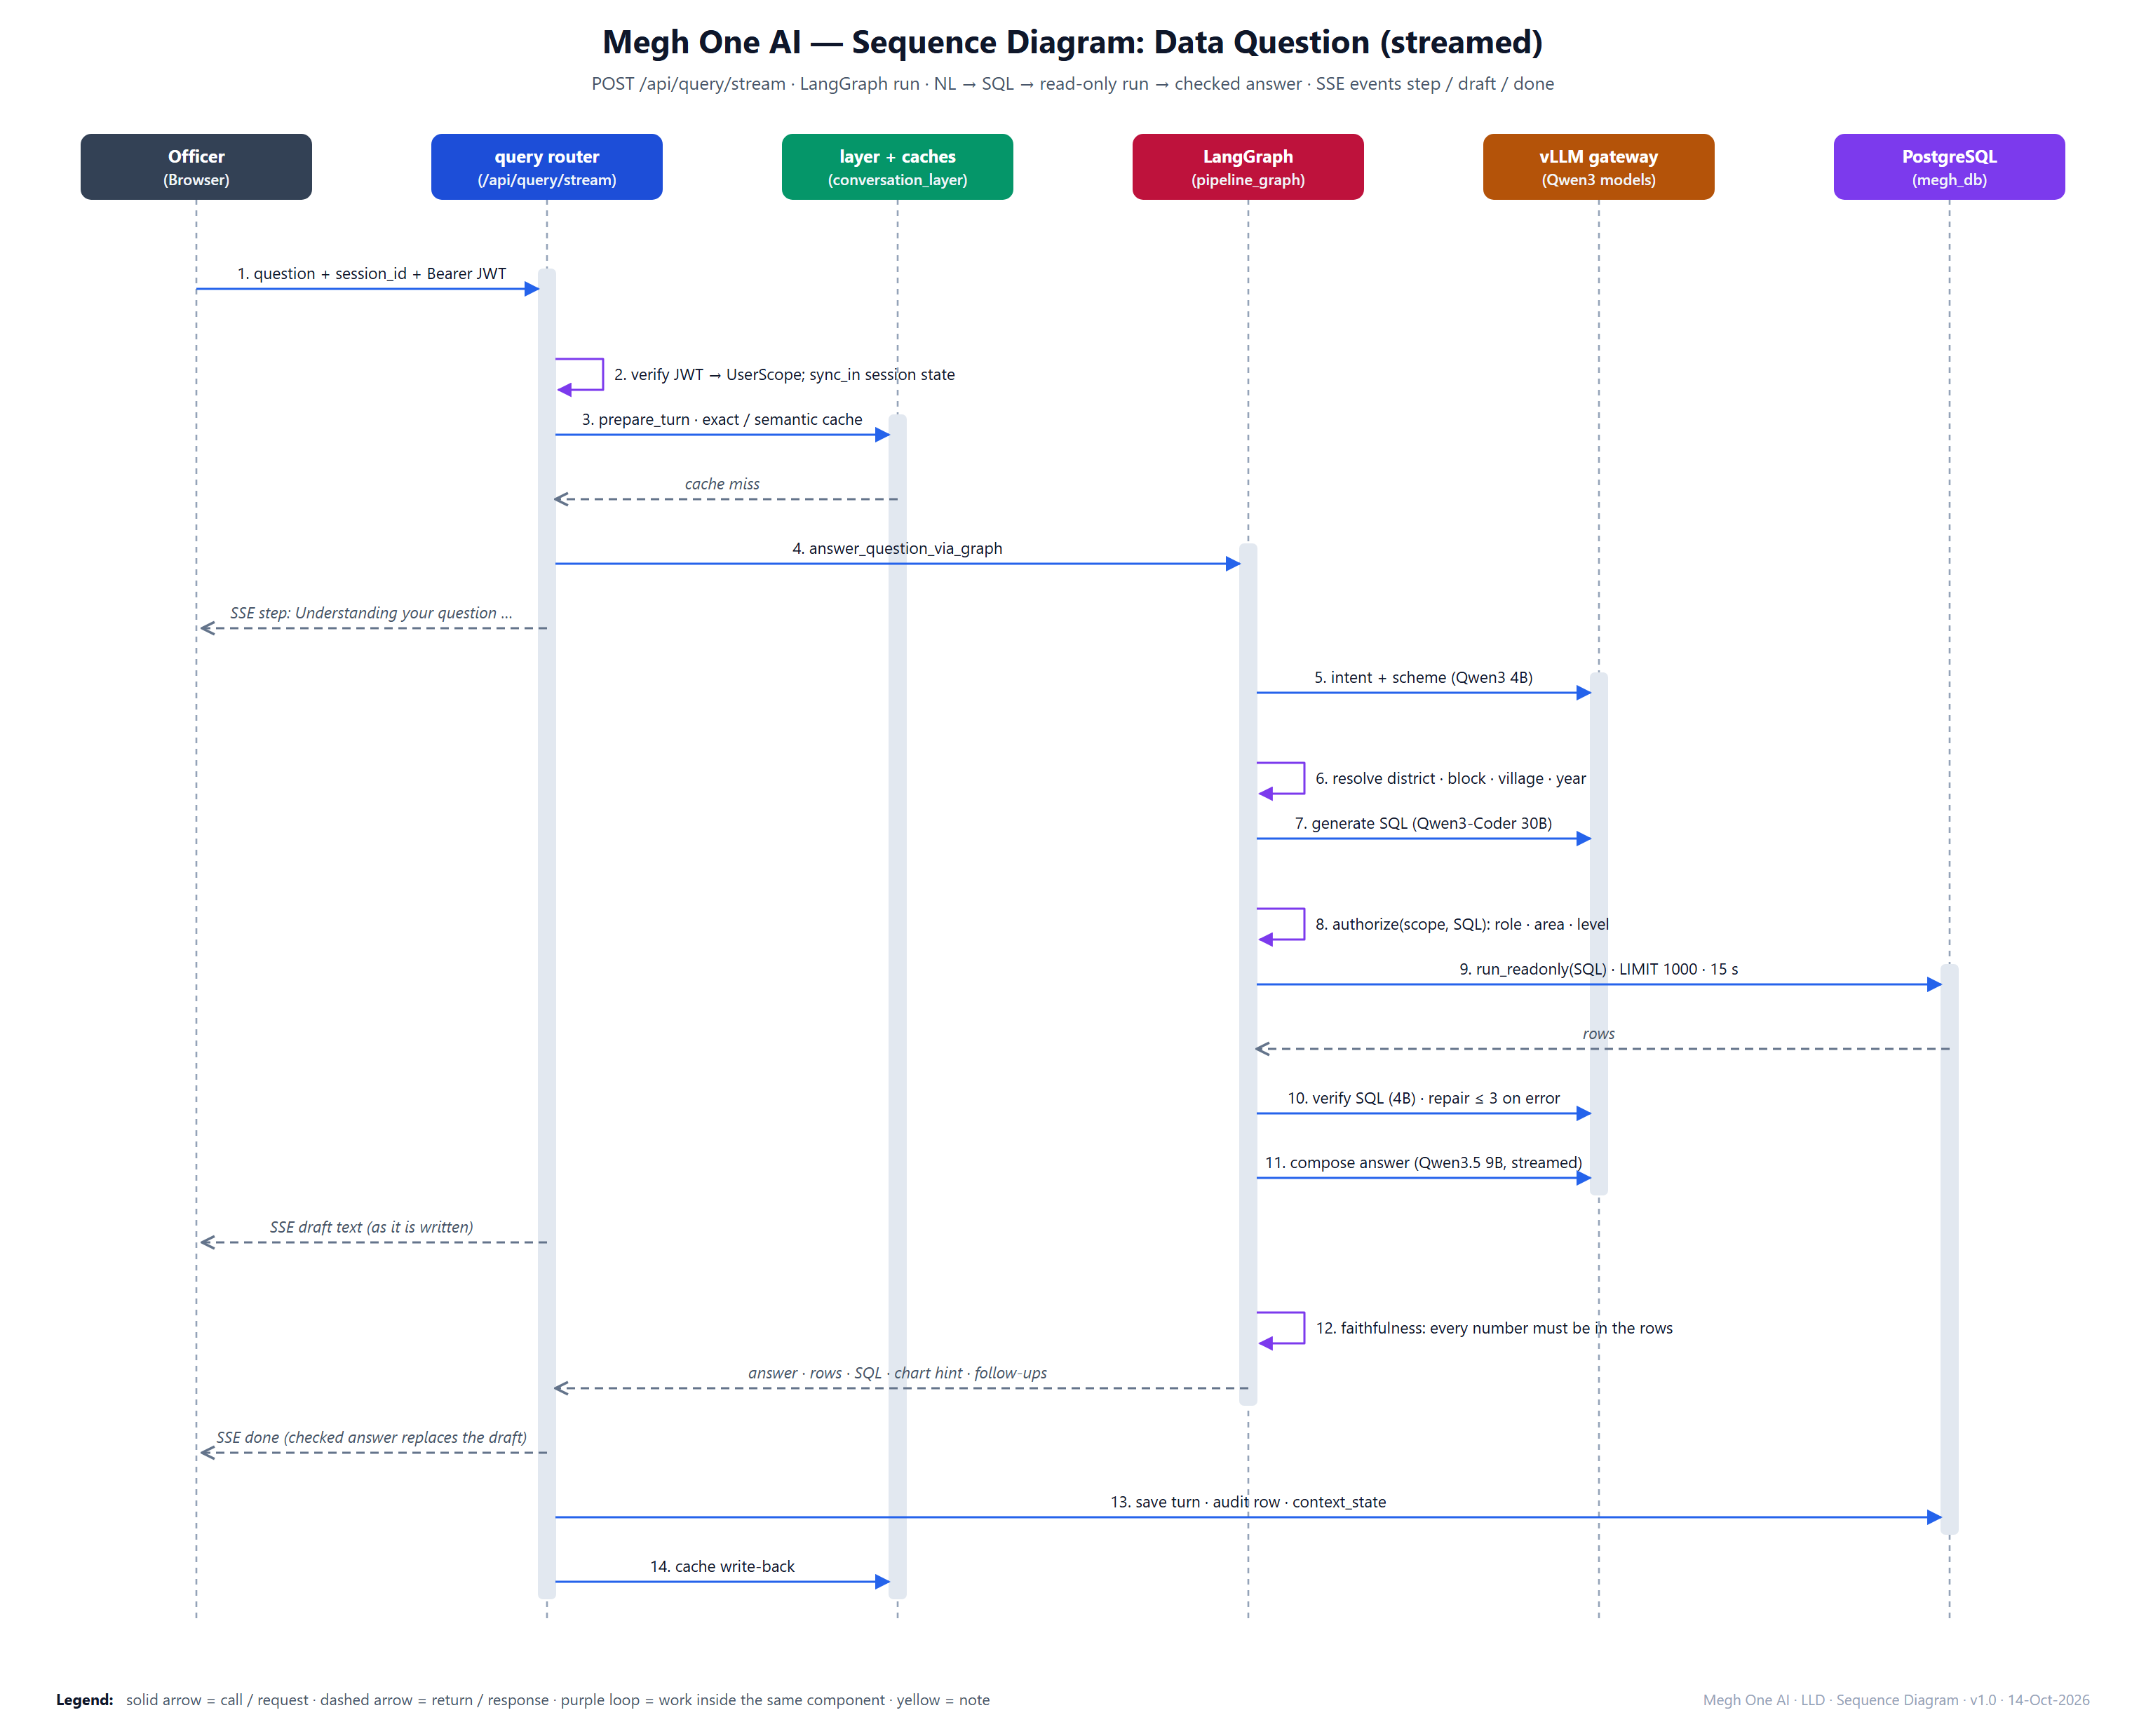 Megh One AI — Sequence Diagram: Data Question (streamed)
POST /api/query/stream · LangGraph run · NL → SQL → read-only run → checked answer · SSE events step / draft / done
Officer
(Browser)
query router
(/api/query/stream)
layer + caches
(conversation_layer)
LangGraph
(pipeline_graph)
vLLM gateway
(Qwen3 models)
PostgreSQL
(megh_db)
1. question + session_id + Bearer JWT
2. verify JWT → UserScope; sync_in session state
3. prepare_turn · exact / semantic cache
cache miss
4. answer_question_via_graph
SSE step: Understanding your question ...
5. intent + scheme (Qwen3 4B)
6. resolve district · block · village · year
7. generate SQL (Qwen3-Coder 30B)
8. authorize(scope, SQL): role · area · level
9. run_readonly(SQL) · LIMIT 1000 · 15 s
rows
10. verify SQL (4B) · repair ≤ 3 on error
11. compose answer (Qwen3.5 9B, streamed)
SSE draft text (as it is written)
12. faithfulness: every number must be in the rows
answer · rows · SQL · chart hint · follow-ups
SSE done (checked answer replaces the draft)
13. save turn · audit row · context_state
14. cache write-back
Legend: solid arrow = call / request · dashed arrow = return / response · purple loop = work inside the same component · yellow = note
Megh One AI · LLD · Sequence Diagram · v1.0 · 14-Oct-2026